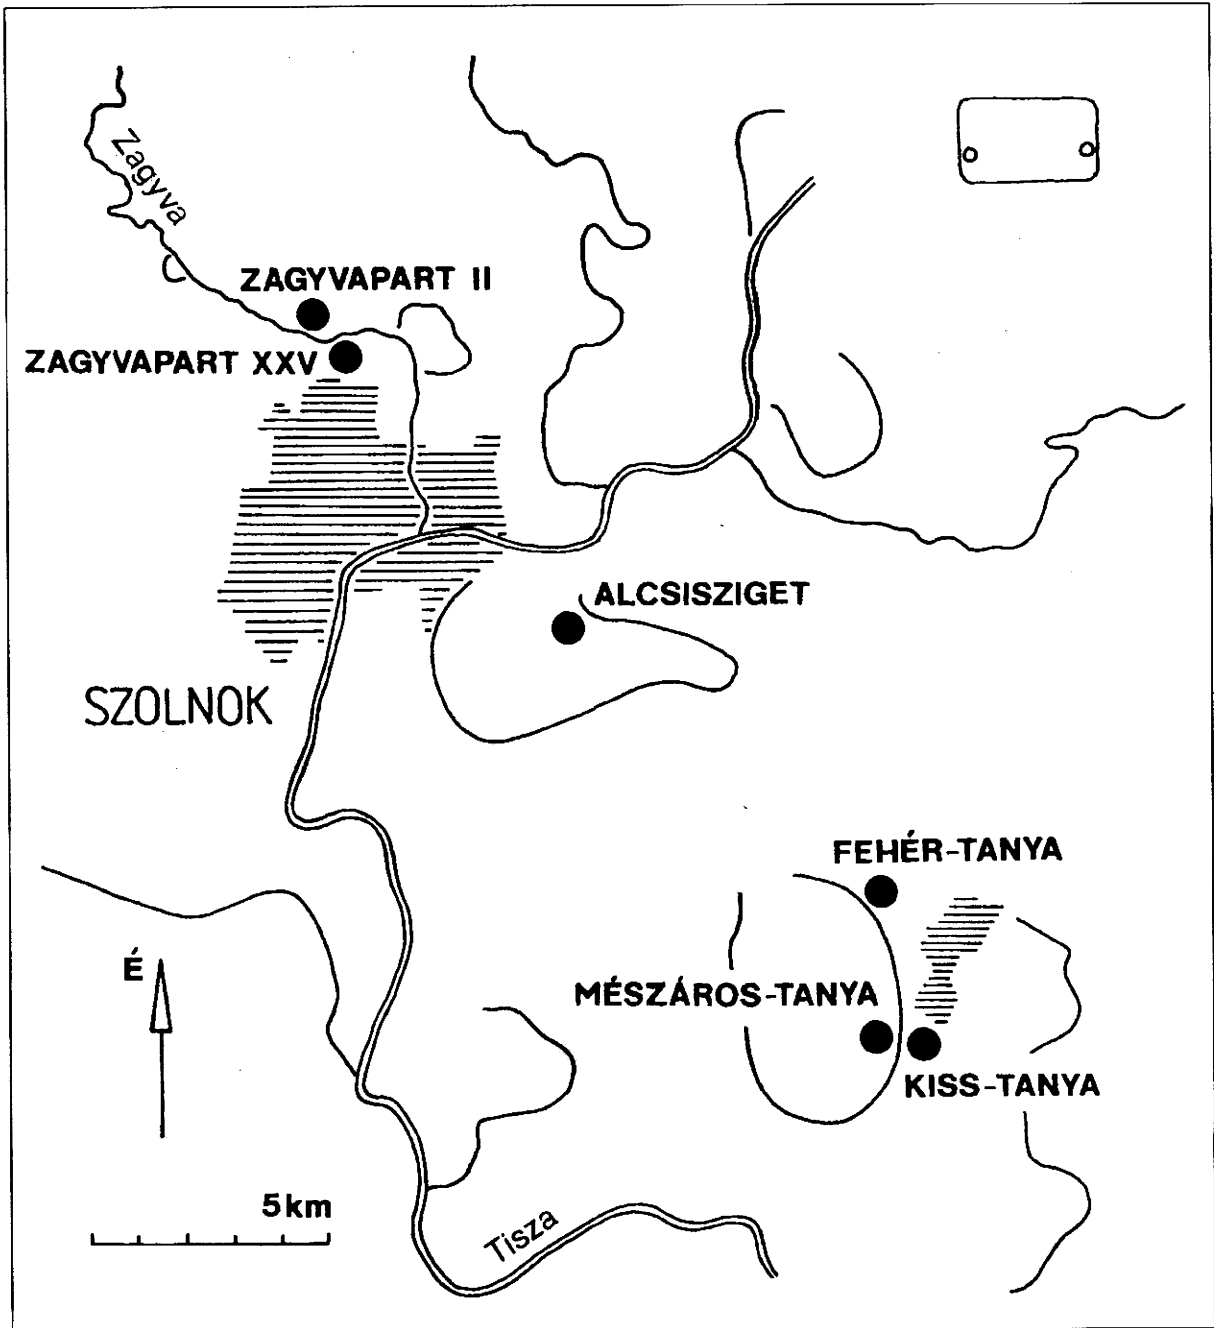 Zagyva
ZAGYVAPART II
ZAGYVAPART XXV
ALCSISZIGET
SZOLNOK
FEHÉR-TANYA
É
MÉSZÁROS-TANYA
KISS-TANYA
5km
Tisza